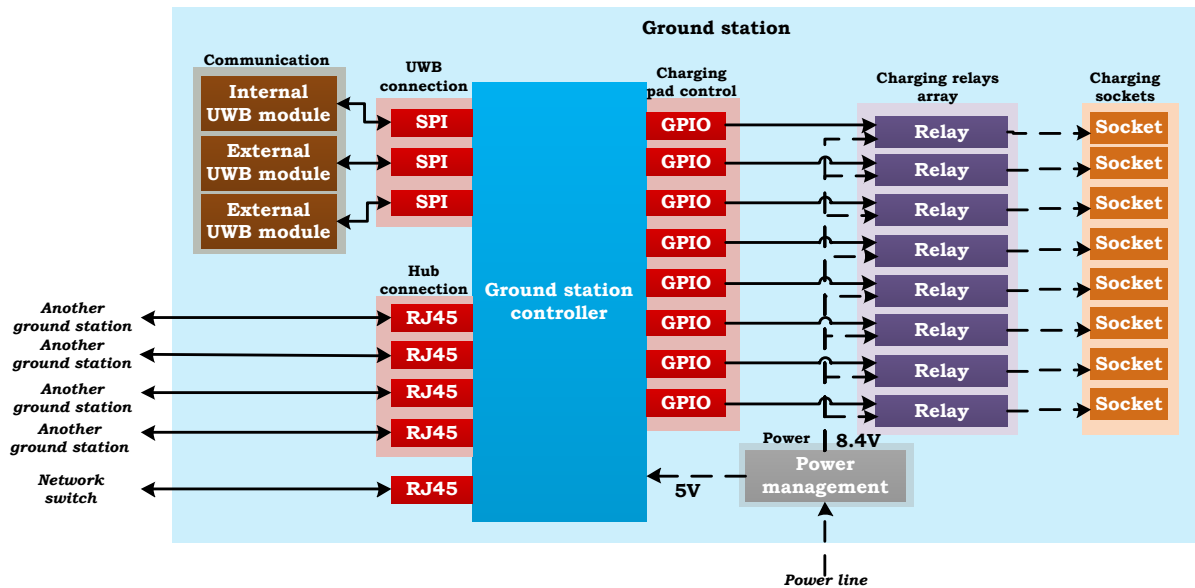 Ground station
Communication
Internal
UWB module
External
UWB module
External
UWB module
UWB
connection
SPI
SPI
SPI
Hub
connection
RJ45
RJ45
RJ45
RJ45
RJ45
Another
ground station
Another
ground station
Another
ground station
Another
ground station
Network
switch
Ground station
controller
Charging
pad control
GPIO
GPIO
GPIO
GPIO
GPIO
GPIO
GPIO
GPIO
Charging relays
array
Relay
Relay
Relay
Relay
Relay
Relay
Relay
Relay
Charging
sockets
Socket
Socket
Socket
Socket
Socket
Socket
Socket
Socket
Power
8.4V
Power
management
5V
Power line